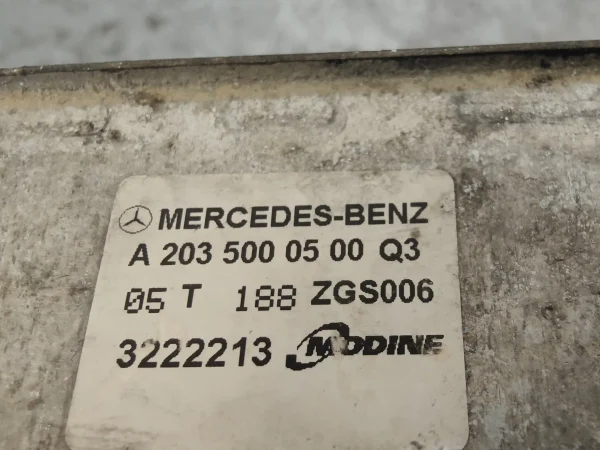 MERCEDES-BENZ
A 203 500 05 00 Q3
05 T 188 ZGS006
3222213 MODINE